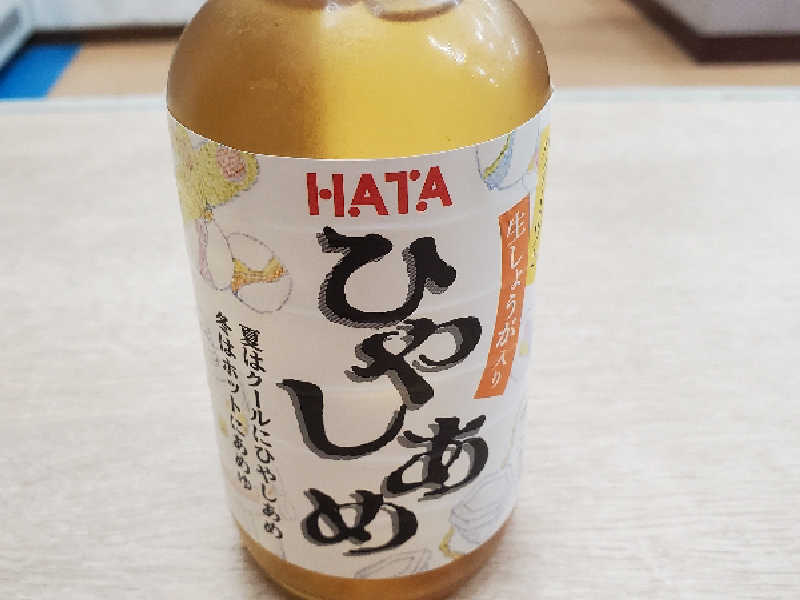 HATA
ひやしあめ
生しょうが入り
夏はクールにひやしあめ
冬はホットにあめゆ